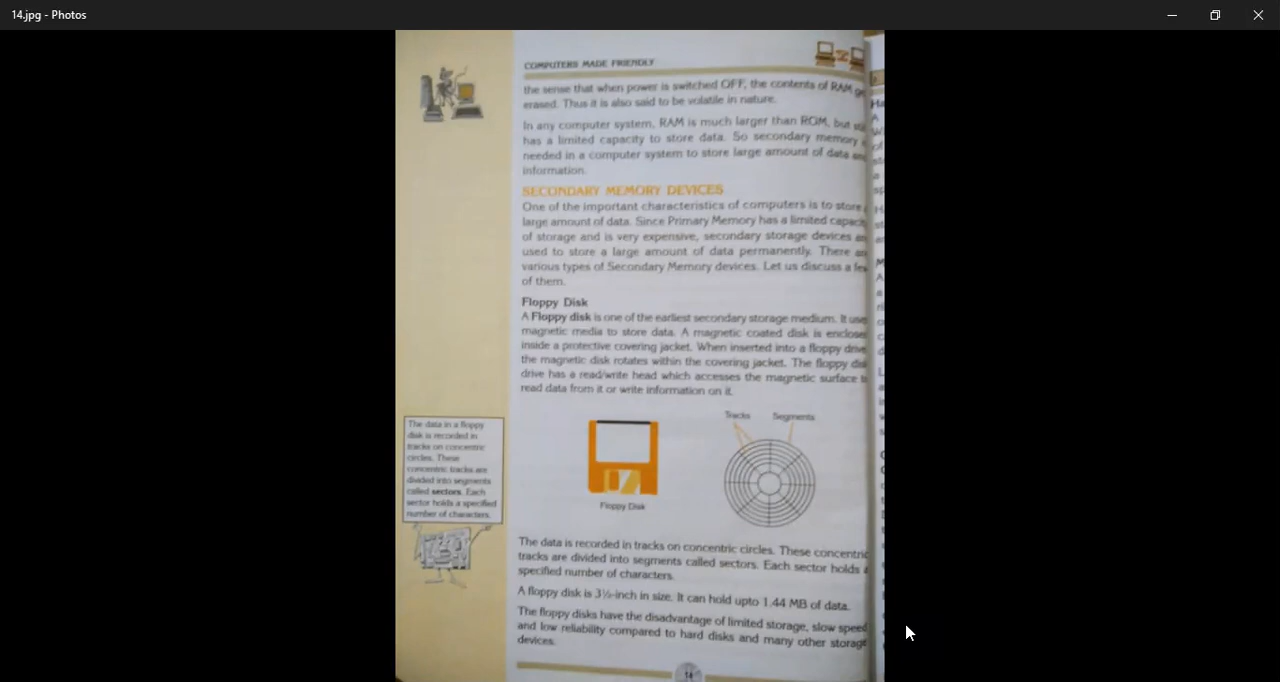 14.jpg - Photos
COMPUTERS MADE FRIENDLY
the sense that when power is switched OFF, the contents of RAM
erased. Thus it is also said to be volatile in nature.
In any computer system, RAM is much larger than ROM, but
has a limited capacity to store data. So secondary memory
needed in a computer system to store large amount of data
information.
SECONDARY MEMORY DEVICES
One of the important characteristics of computers is to store
large amount of data. Since Primary Memory has a limited
of storage and is very expensive, secondary storage devices
used to store a large amount of data permanently. There
various types of Secondary Memory devices. Let us discuss a
of them.
Floppy Disk
A Floppy disk is one of the earliest secondary storage medium. It
magnetic media to store data. A magnetic coated disk is
inside a protective covering jacket. When inserted into a floppy
the magnetic disk rotates within the covering jacket. The floppy
drive has a read/write head which accesses the magnetic surface
read data from it or write information on it.
The data in a floppy
disk is recorded in
tracks on concentric
circles. These
concentric tracks are
divided into segments
called sectors. Each
sector holds a specified
number of characters.
Tracks Segments
Floppy Disk
The data is recorded in tracks on concentric circles. These
tracks are divided into segments called sectors. Each sector holds
specified number of characters.
A floppy disk is 3½-inch in size. It can hold upto 1.44 MB of data.
The floppy disks have the disadvantage of limited storage, slow speed
and low reliability compared to hard disks and many other storage
devices.
14